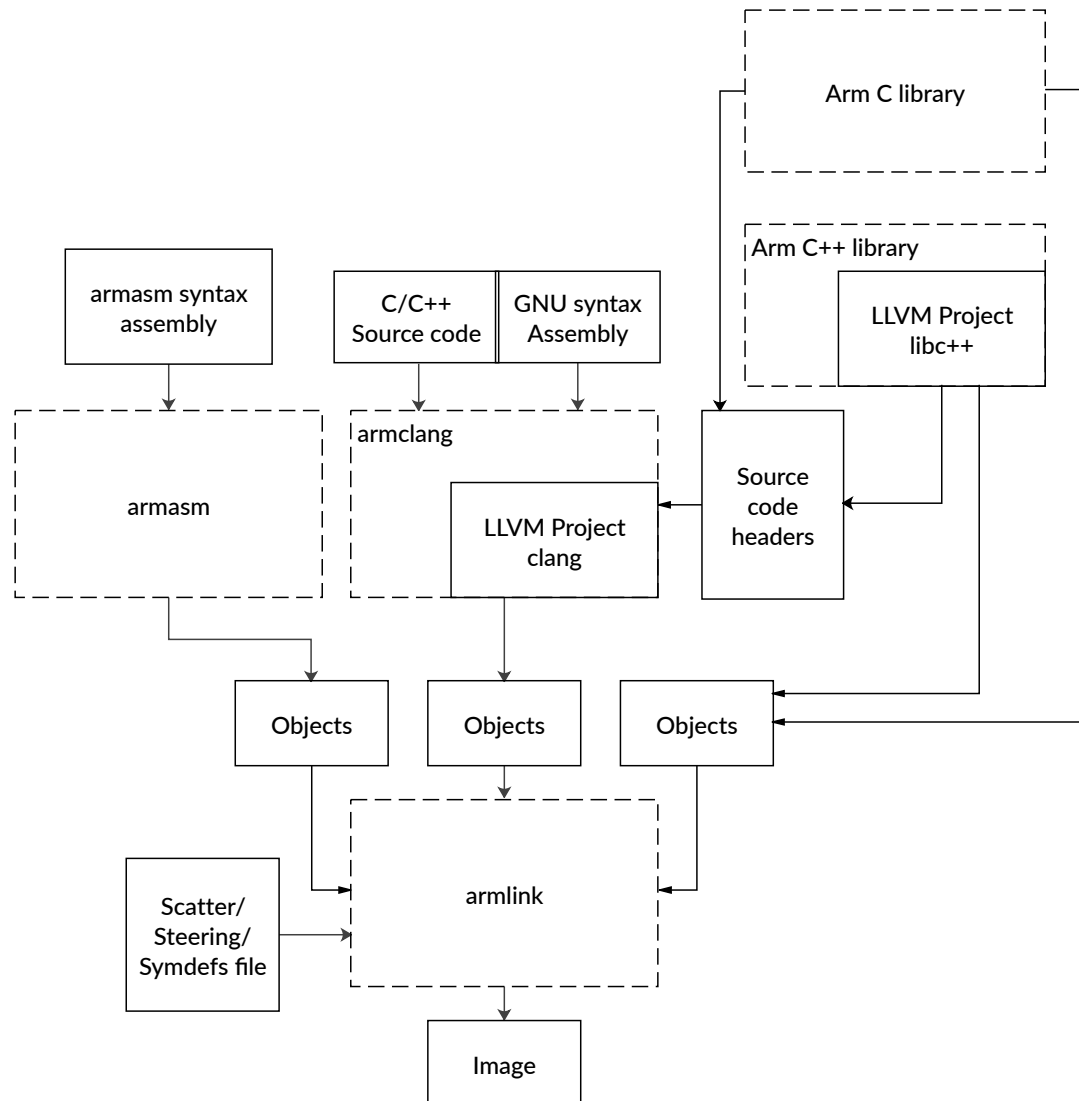 Arm C library
Arm C++ library
armasm syntax
assembly
C/C++
Source code
GNU syntax
Assembly
LLVM Project
libc++
armclang
armasm
LLVM Project
clang
Source
code
headers
Objects
Objects
Objects
armlink
Scatter/
Steering/
Symdefs file
Image